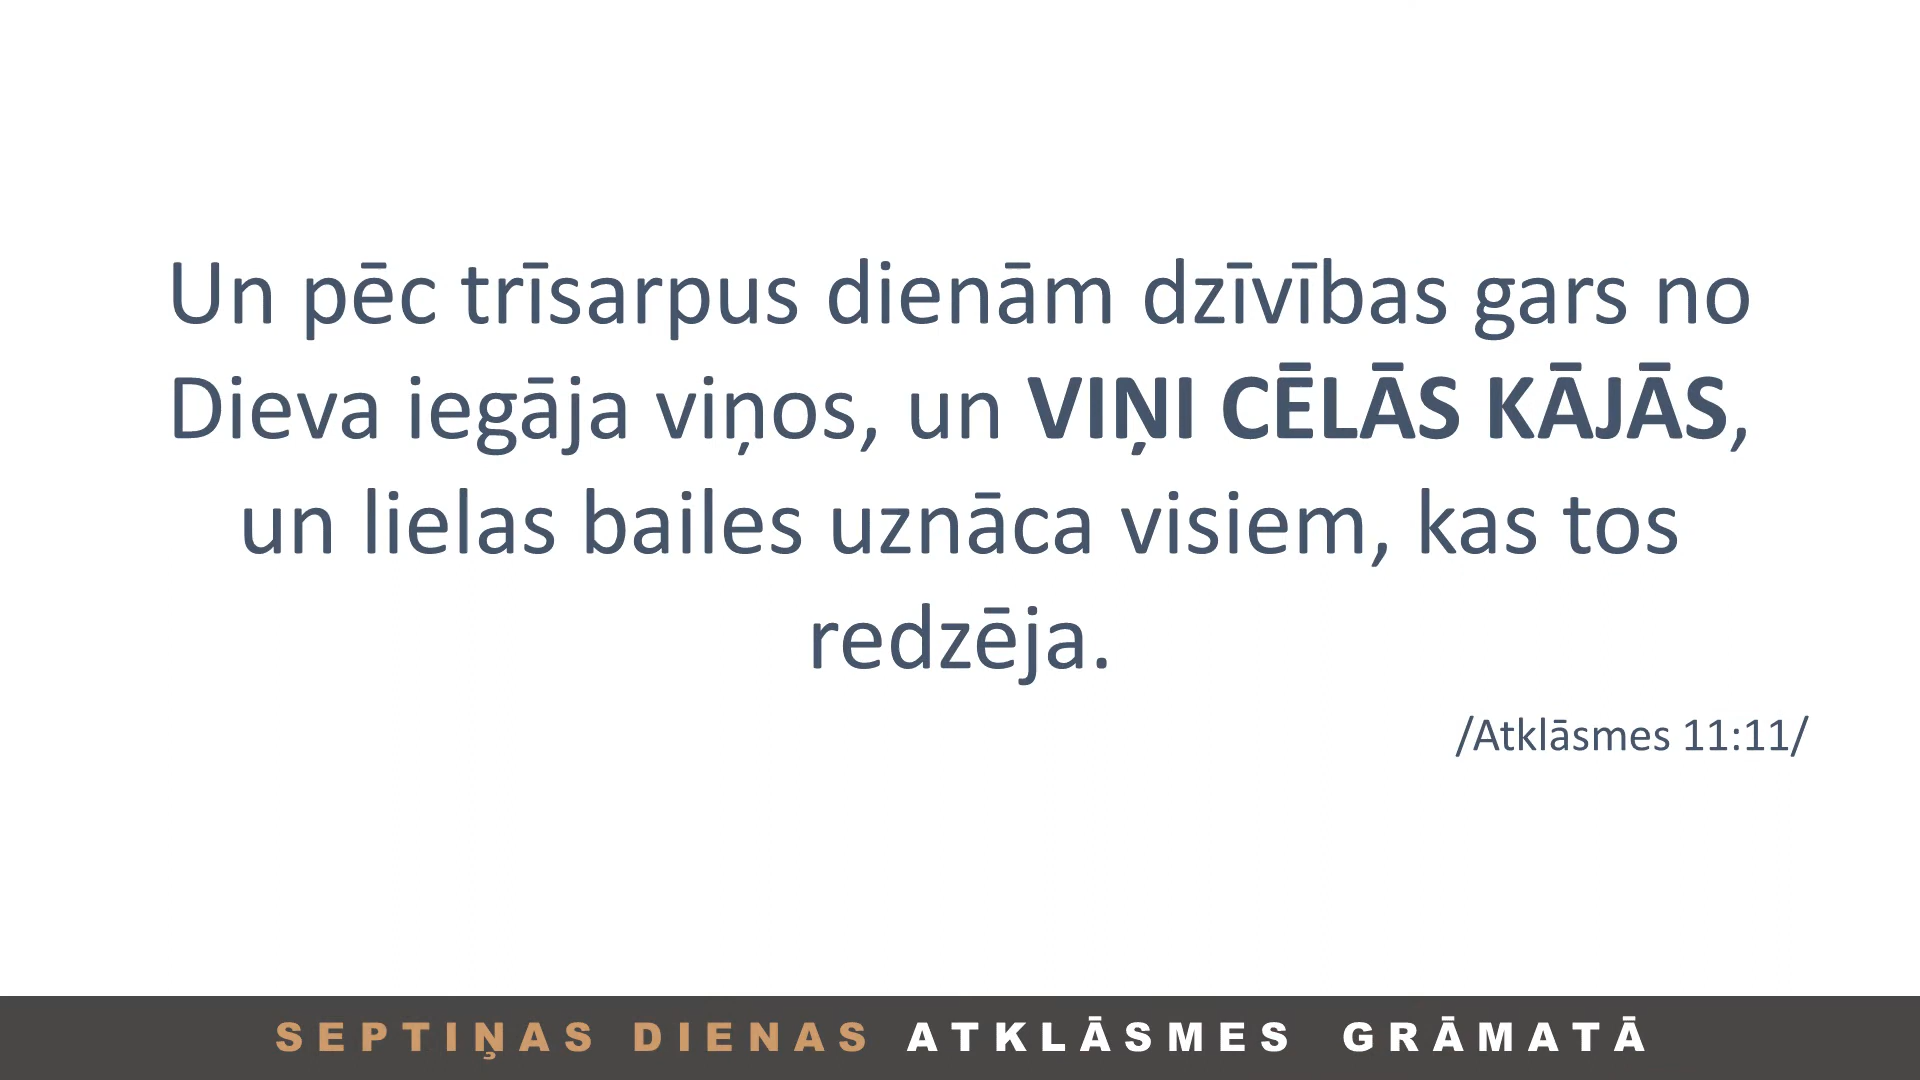 Un pēc trīsarpus dienām dzīvības gars no
Dieva iegāja viņos, un VIŅI CĒLĀS KĀJĀS,
un lielas bailes uznāca visiem, kas tos
redzēja.
/Atklāsmes 11:11/
SEPTIŅAS DIENAS ATKLĀSMES GRĀMATĀ